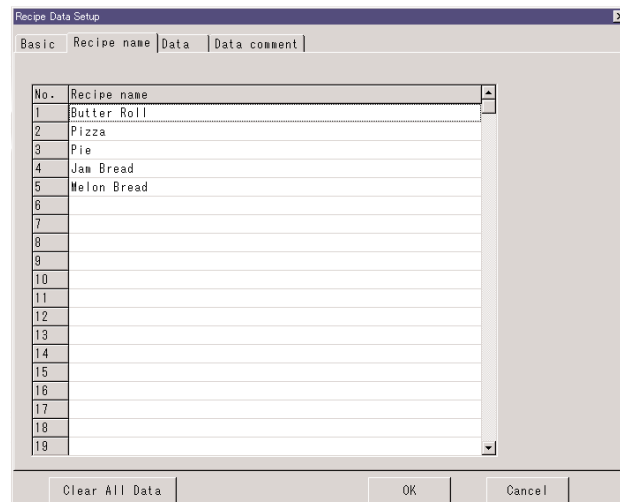 Recipe Data Setup
Basic Recipe name Data Data comment
No. Recipe name
1 Butter Roll
2 Pizza
3 Pie
4 Jam Bread
5 Melon Bread
6
7
8
9
10
11
12
13
14
15
16
17
18
19
Clear All Data OK Cancel